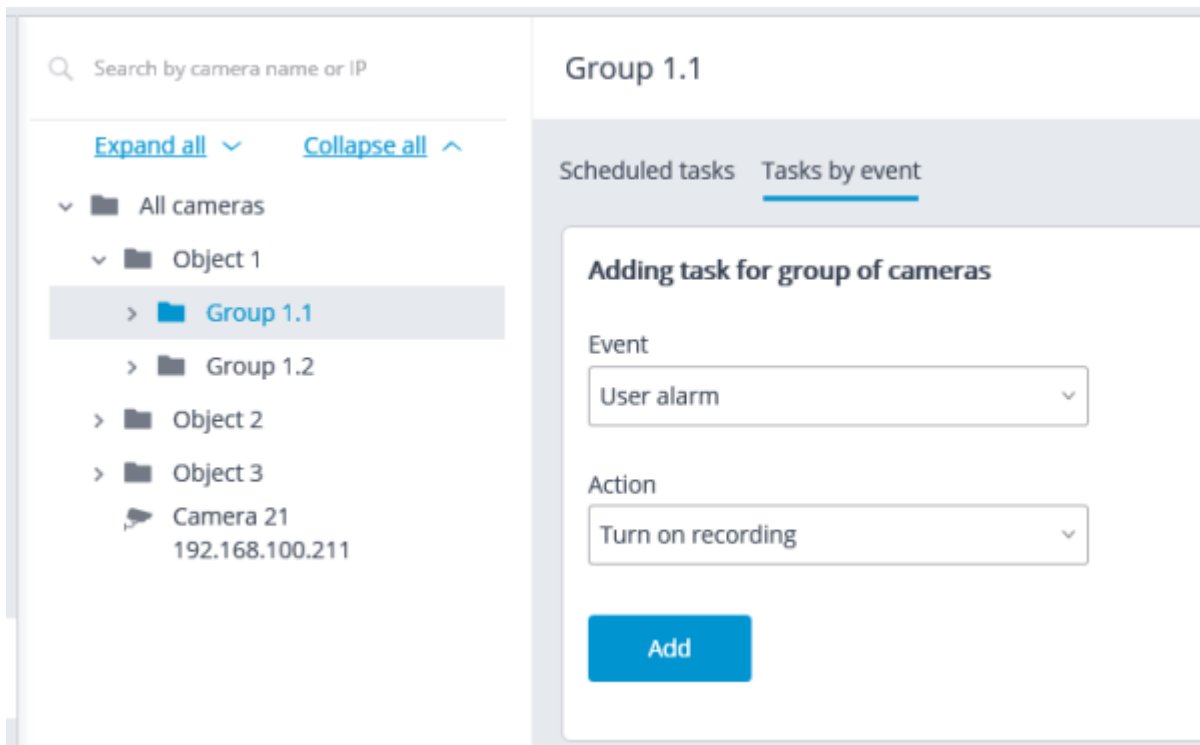 Search by camera name or IP
Expand all
Collapse all
All cameras
Object 1
Group 1.1
Group 1.2
Object 2
Object 3
Camera 21
192.168.100.211
Group 1.1
Scheduled tasks
Tasks by event
Adding task for group of cameras
Event
User alarm
Action
Turn on recording
Add